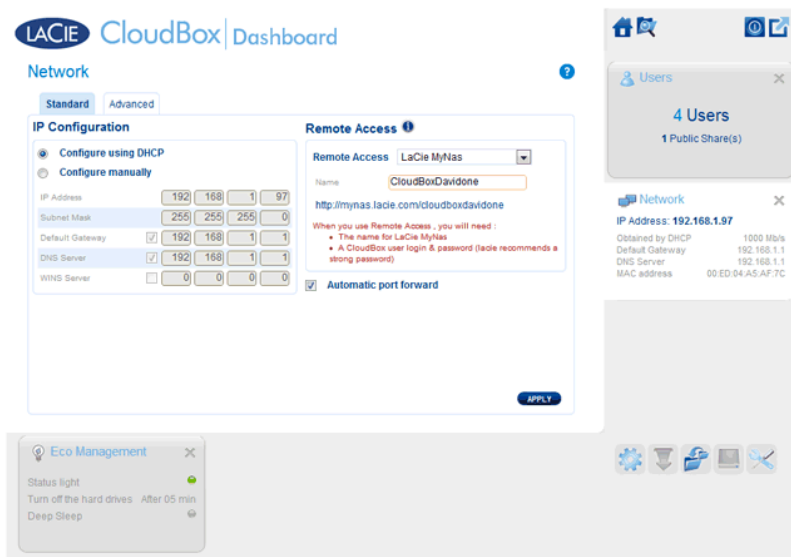 LACIE CloudBox Dashboard
Network
?
Standard Advanced
IP Configuration
Configure using DHCP
Configure manually
IP Address 192 168 1 97
Subnet Mask 255 255 255 0
Default Gateway 192 168 1 1
DNS Server 192 168 1 1
WINS Server 0 0 0 0
Remote Access
Remote Access LaCie MyNas
Name CloudBoxDavidone
http://mynas.lacie.com/cloudboxdavidone
When you use Remote Access , you will need :
• The name for LaCie MyNas
• A CloudBox user login & password (lacie recommends a
strong password)
Automatic port forward
APPLY
Users
4 Users
1 Public Share(s)
Network
IP Address: 192.168.1.97
Obtained by DHCP 1000 Mb/s
Default Gateway 192.168.1.1
DNS Server 192.168.1.1
MAC address 00:ED:04:A5:AF:7C
Eco Management
Status light
Turn off the hard drives After 05 min
Deep Sleep